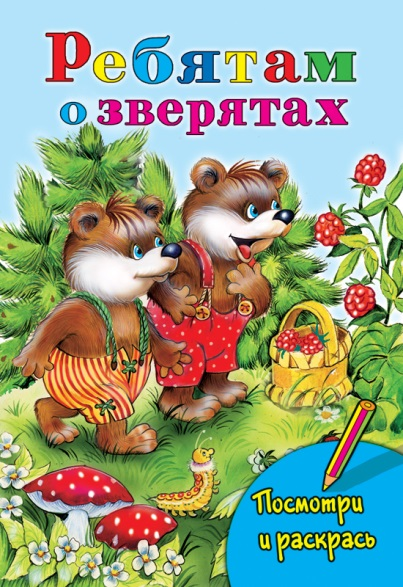 Ребятам
о зверятах
Посмотри
и раскрась